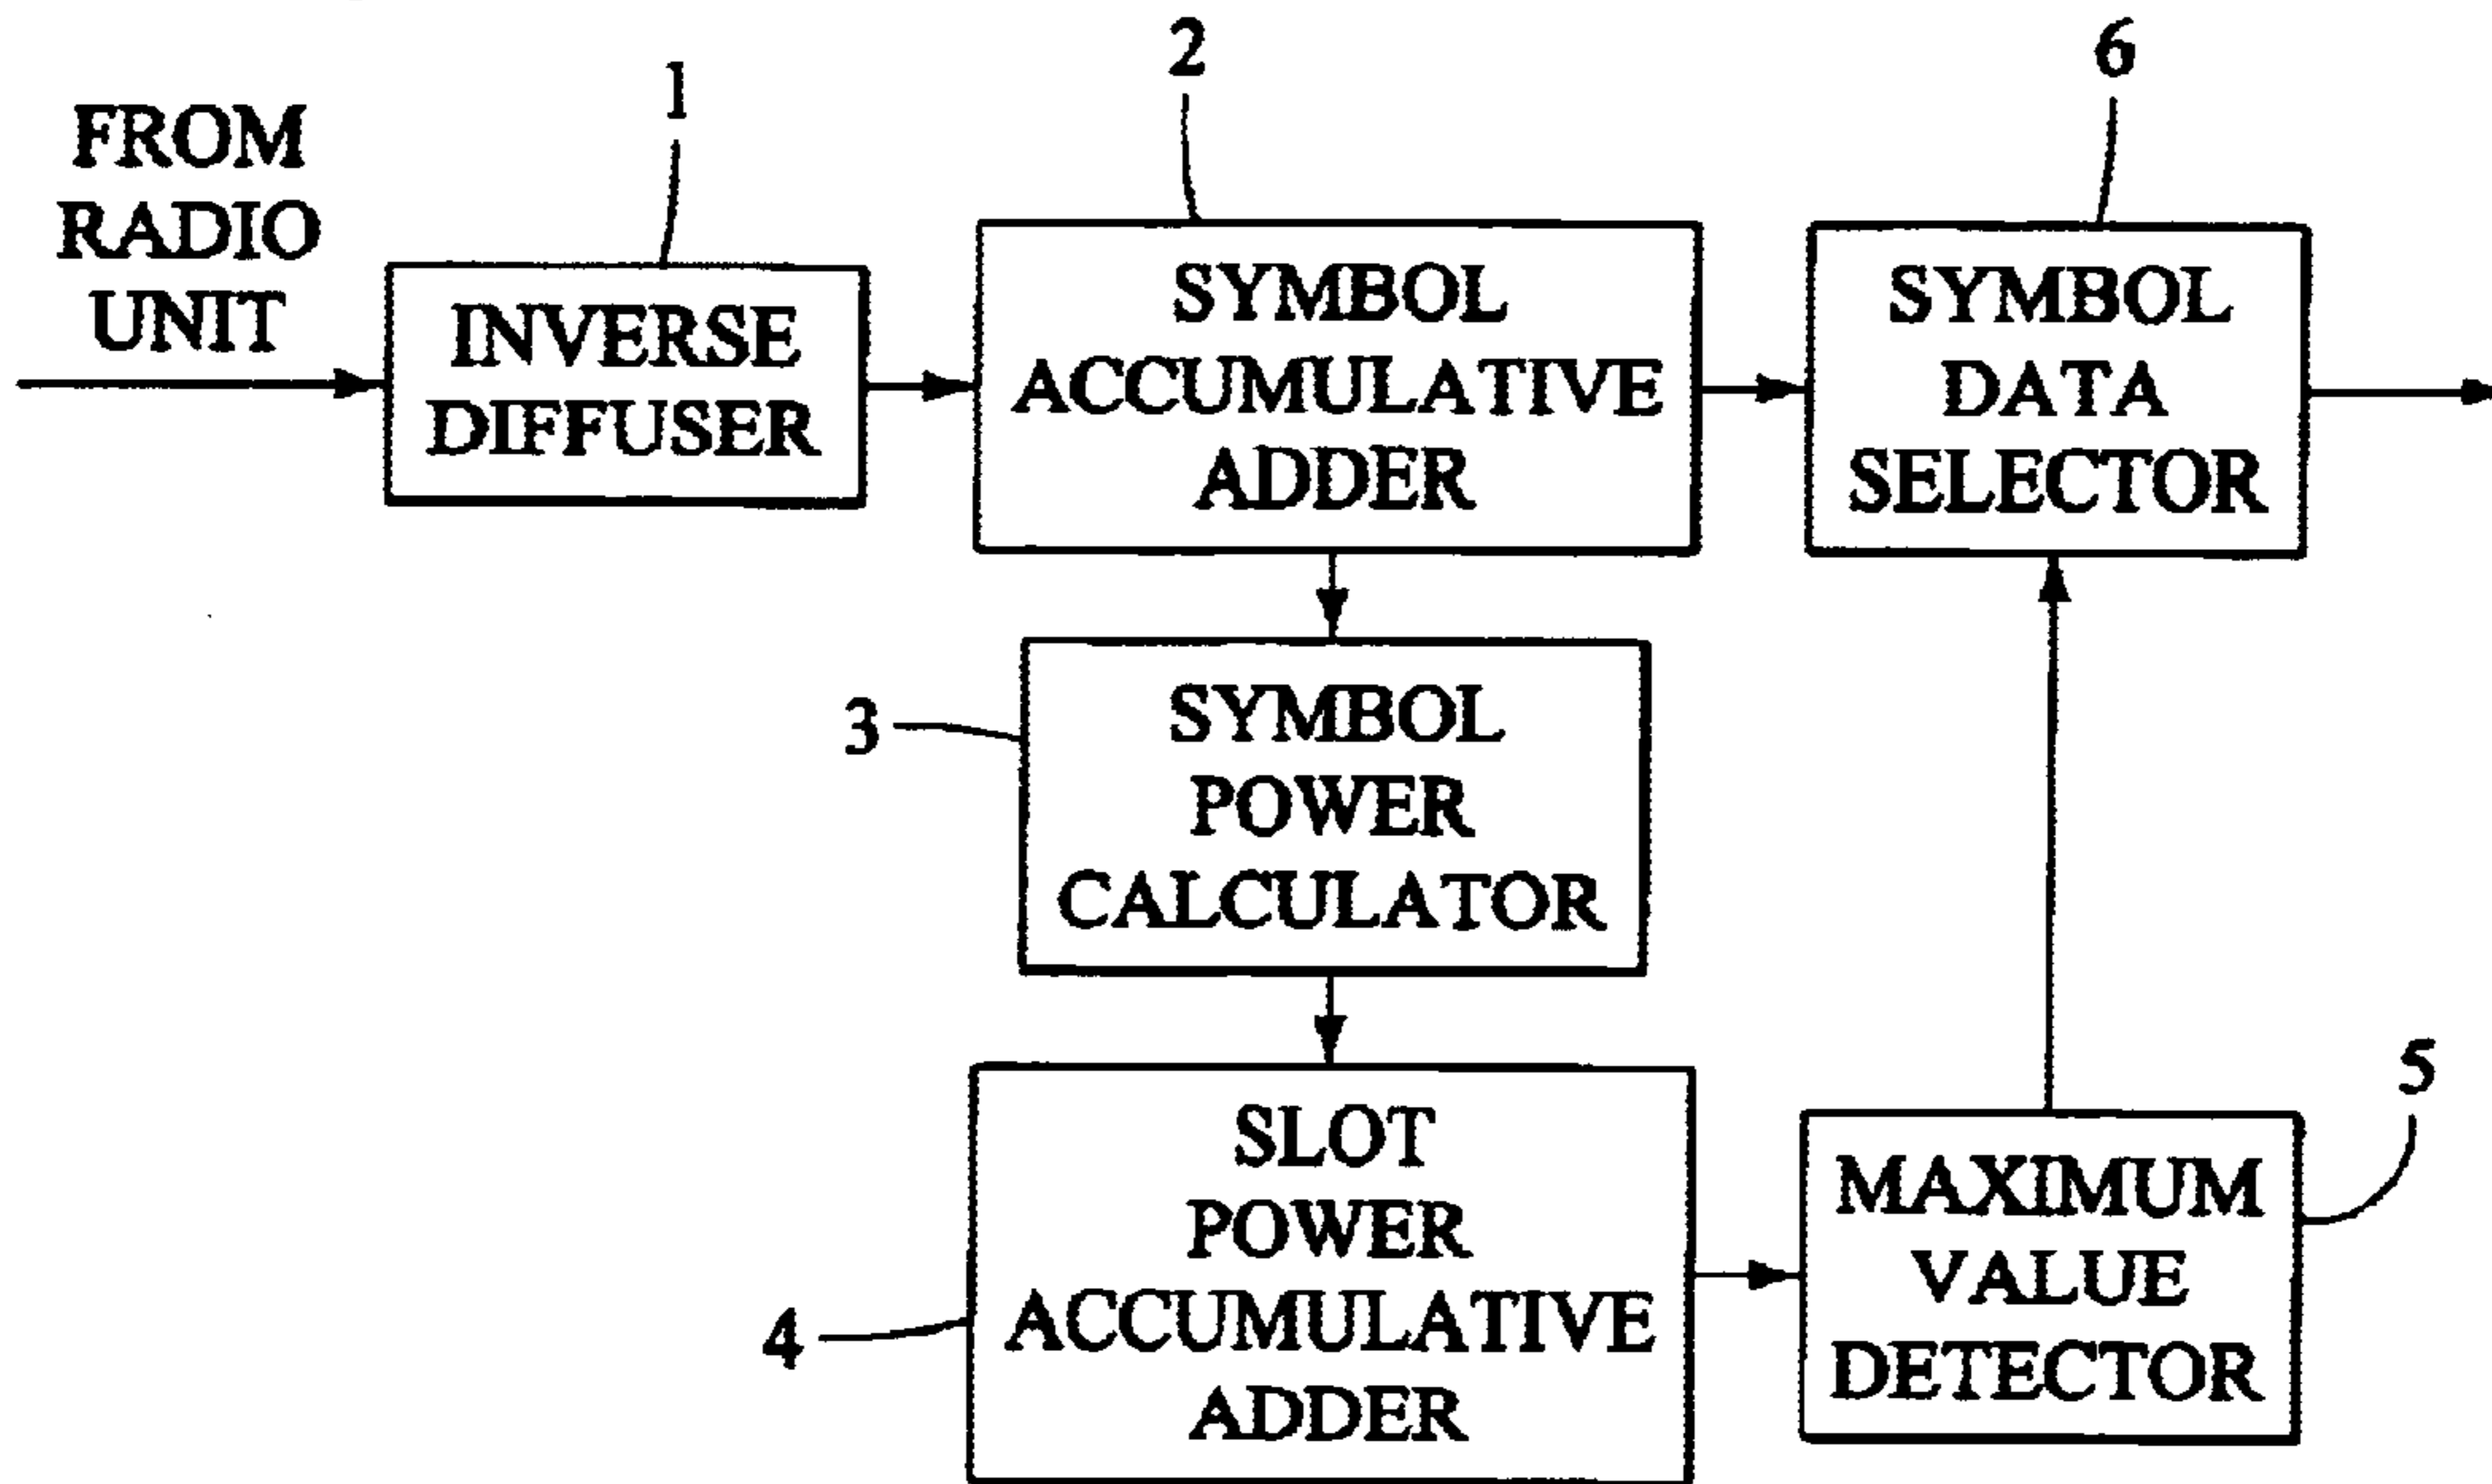 FROM
RADIO
UNIT
1
INVERSE
DIFFUSER
2
SYMBOL
ACCUMULATIVE
ADDER
6
SYMBOL
DATA
SELECTOR
3
SYMBOL
POWER
CALCULATOR
4
SLOT
POWER
ACCUMULATIVE
ADDER
5
MAXIMUM
VALUE
DETECTOR